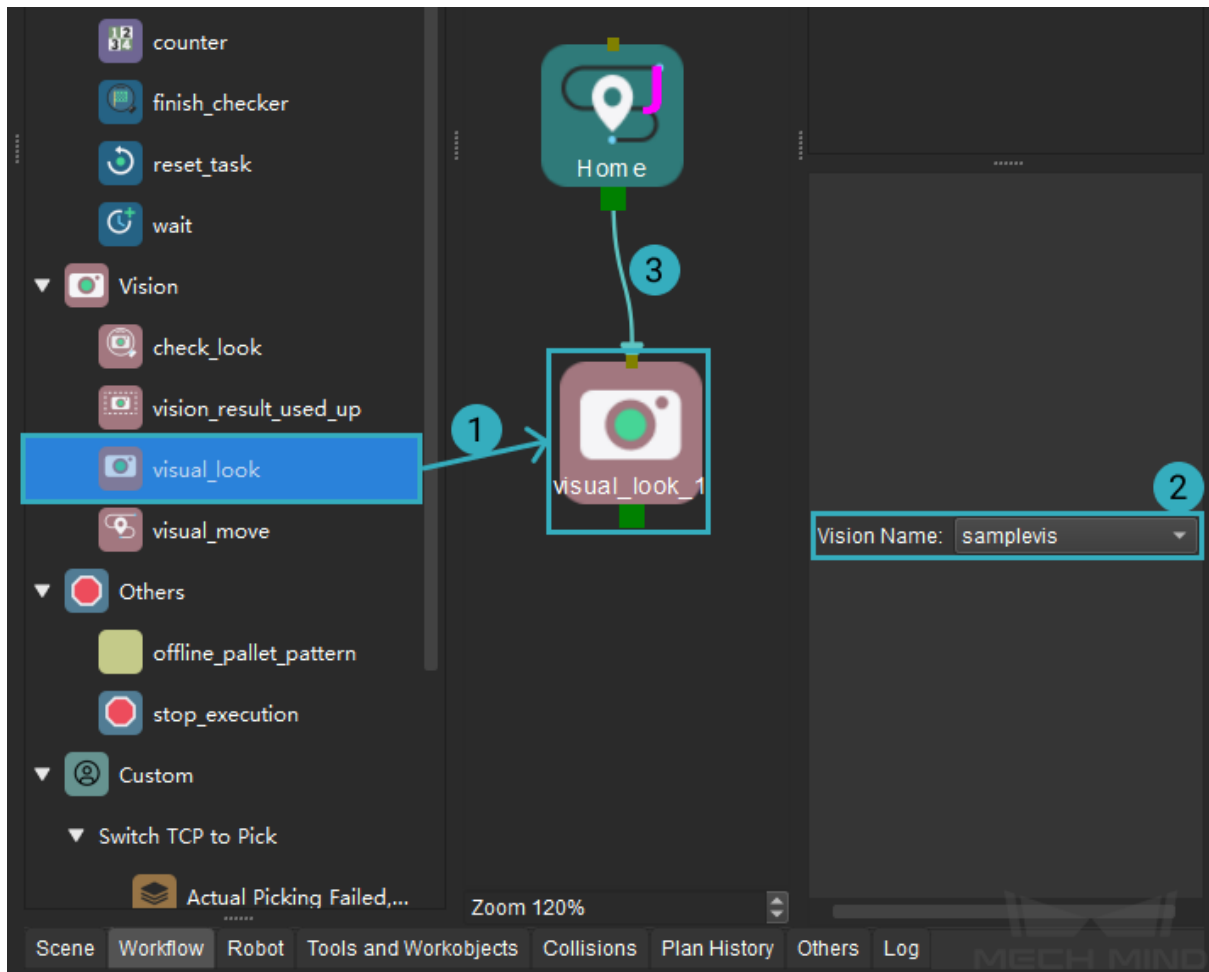 counter
finish_checker
reset_task
wait
Vision
check_look
vision_result_used_up
visual_look
visual_move
Others
offline_pallet_pattern
stop_execution
Custom
Switch TCP to Pick
Actual Picking Failed,...
Home
3
1
visual_look_1
Zoom 120%
2
Vision Name: samplevis
Scene Workflow Robot Tools and Workobjects Collisions Plan History Others Log
MECH MIND